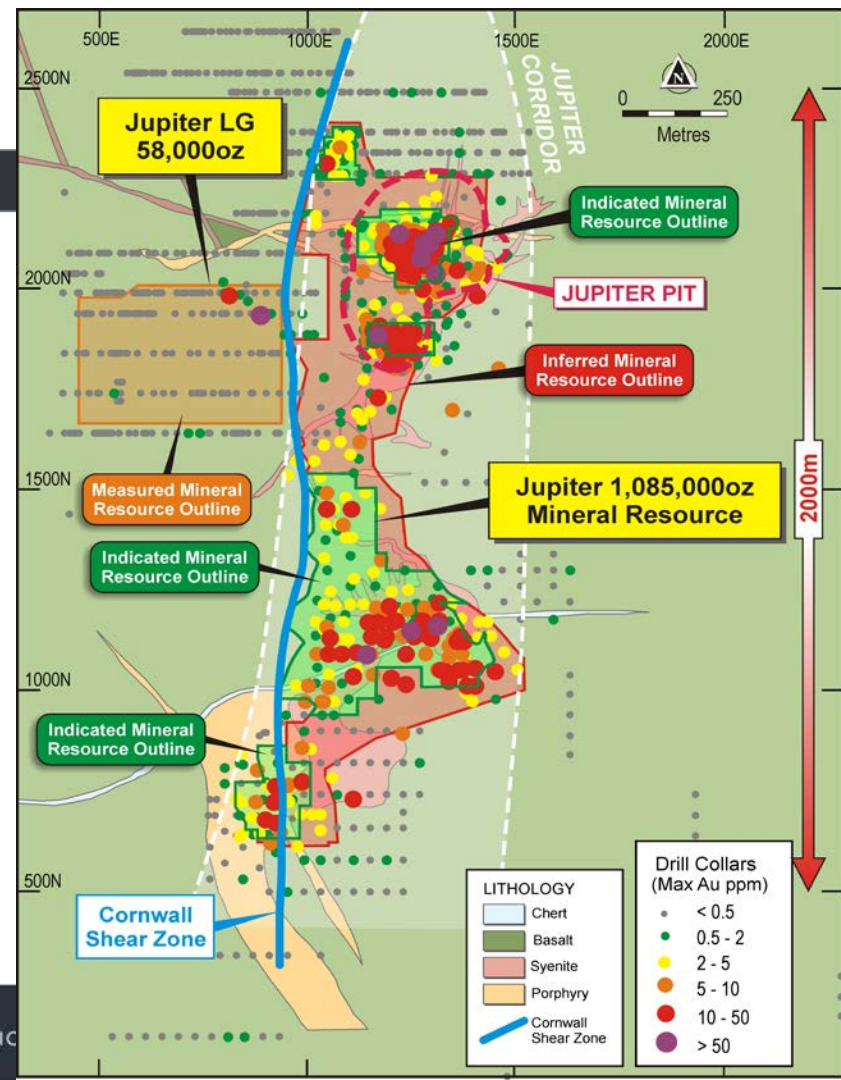 500E
1000E
1500E
2000E
2500N
2000N
1500N
1000N
500N
JUPITER
CORRIDOR
N
0
250
Metres
Jupiter LG
58,000oz
Indicated Mineral
Resource Outline
JUPITER PIT
Inferred Mineral
Resource Outline
Measured Mineral
Resource Outline
Jupiter 1,085,000oz
Mineral Resource
2000m
Indicated Mineral
Resource Outline
Indicated Mineral
Resource Outline
Cornwall
Shear Zone
LITHOLOGY
Chert
Basalt
Syenite
Porphyry
Cornwall
Shear Zone
Drill Collars
(Max Au ppm)
< 0.5
0.5 - 2
2 - 5
5 - 10
10 - 50
> 50